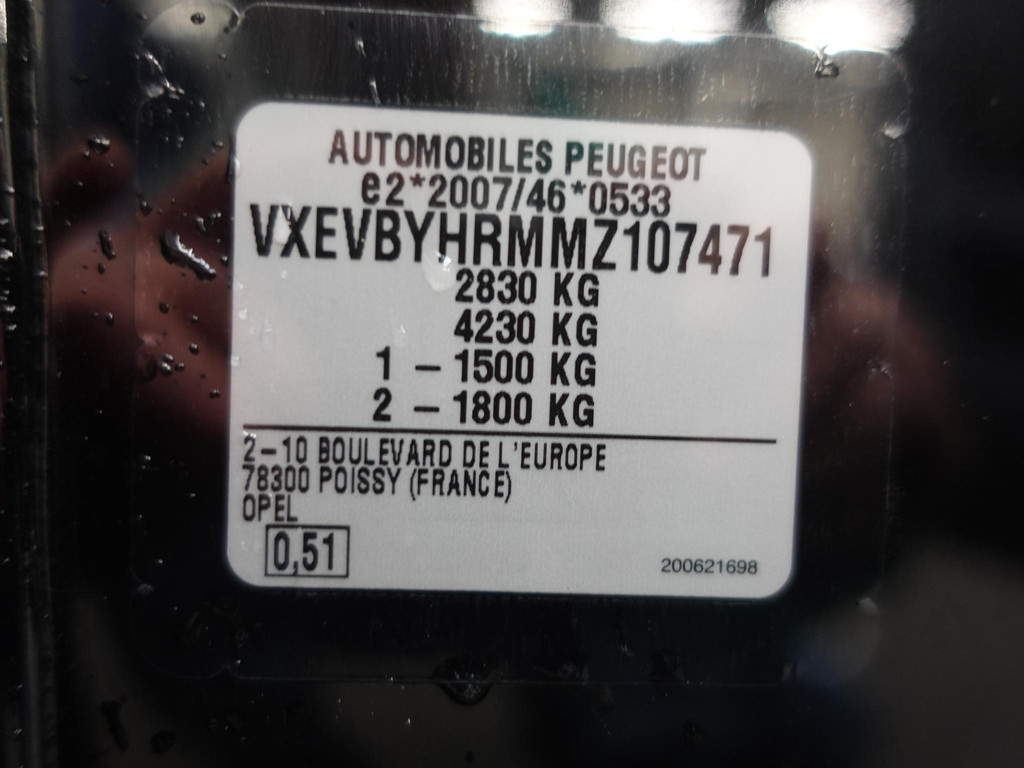 AUTOMOBILES PEUGEOT
e2*2007/46*0533
VXEVBYHRMMZ107471
2830 KG
4230 KG
1 – 1500 KG
2 – 1800 KG
2–10 BOULEVARD DE L'EUROPE
78300 POISSY (FRANCE)
OPEL
0,51
200621698